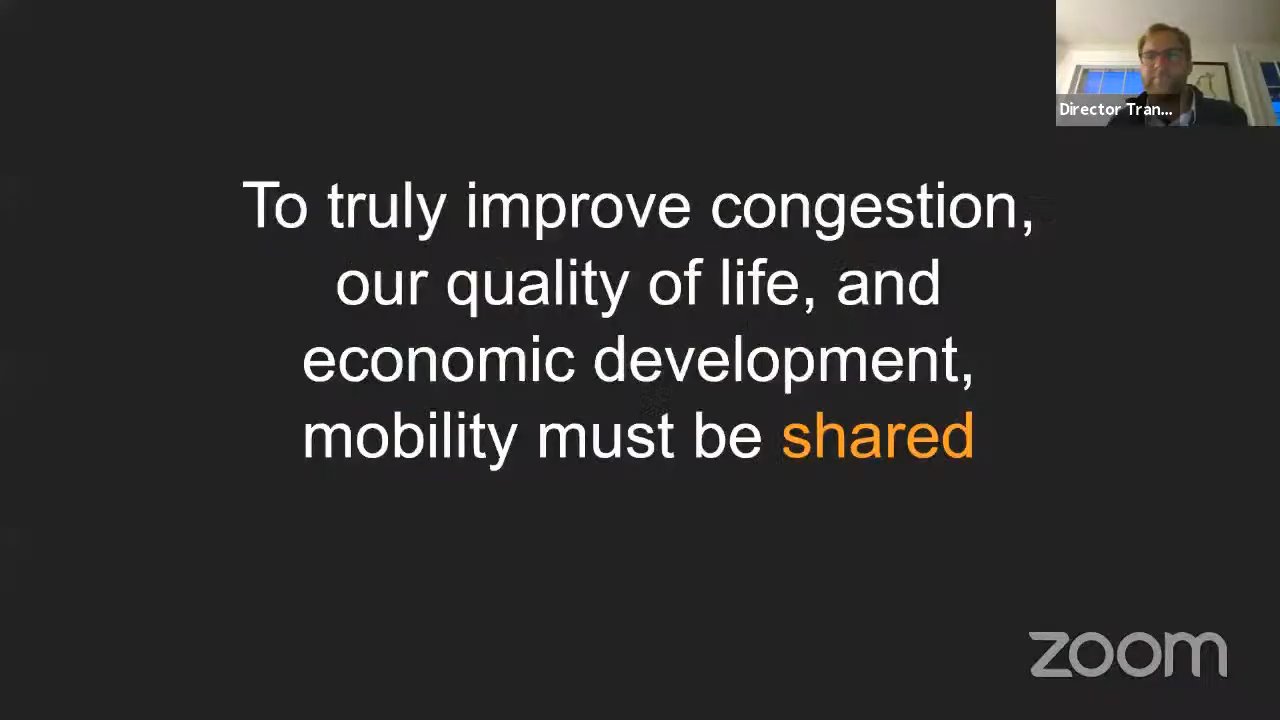 Director Tran...
To truly improve congestion,
our quality of life, and
economic development,
mobility must be shared
zoom